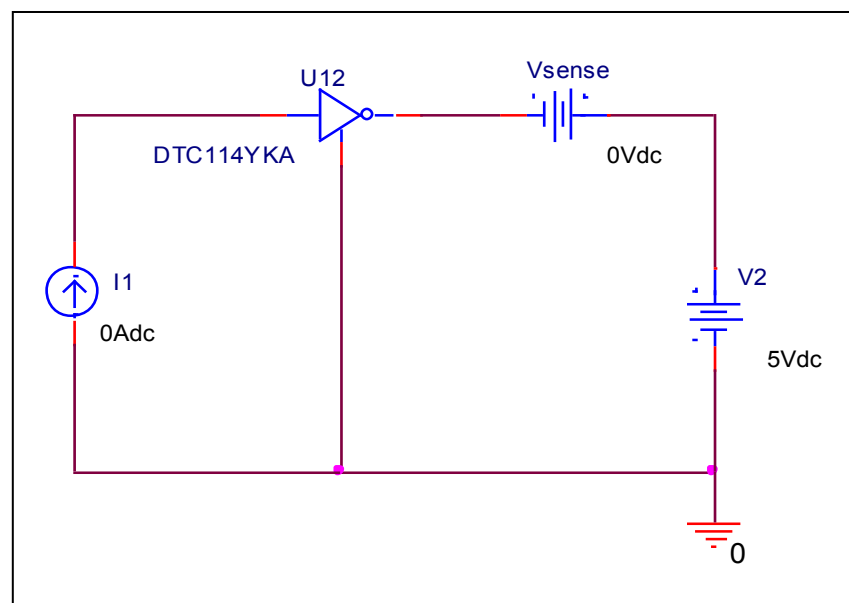 U12
Vsense
DTC114YKA
0Vdc
I1
0Adc
V2
5Vdc
0